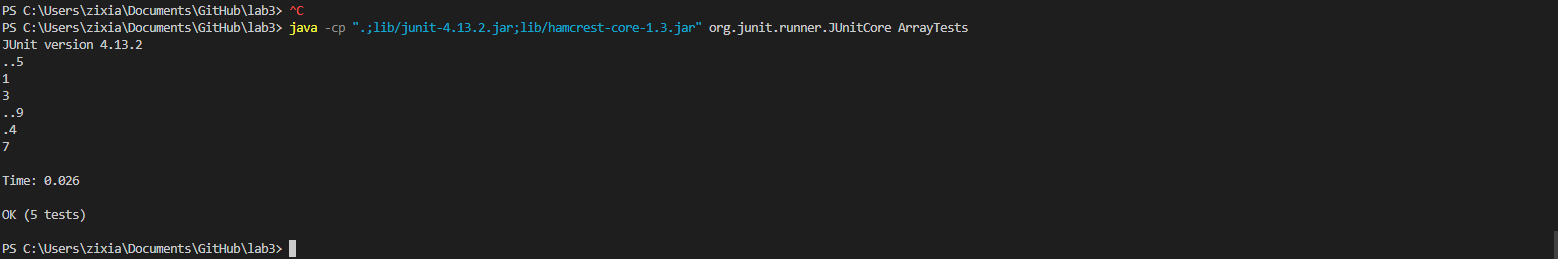 PS C:\Users\zixia\Documents\GitHub\lab3> ^C
PS C:\Users\zixia\Documents\GitHub\lab3> java -cp ".;lib/junit-4.13.2.jar;lib/hamcrest-core-1.3.jar" org.junit.runner.JUnitCore ArrayTests
JUnit version 4.13.2
..5
1
3
..9
.4
7
Time: 0.026
OK (5 tests)
PS C:\Users\zixia\Documents\GitHub\lab3>